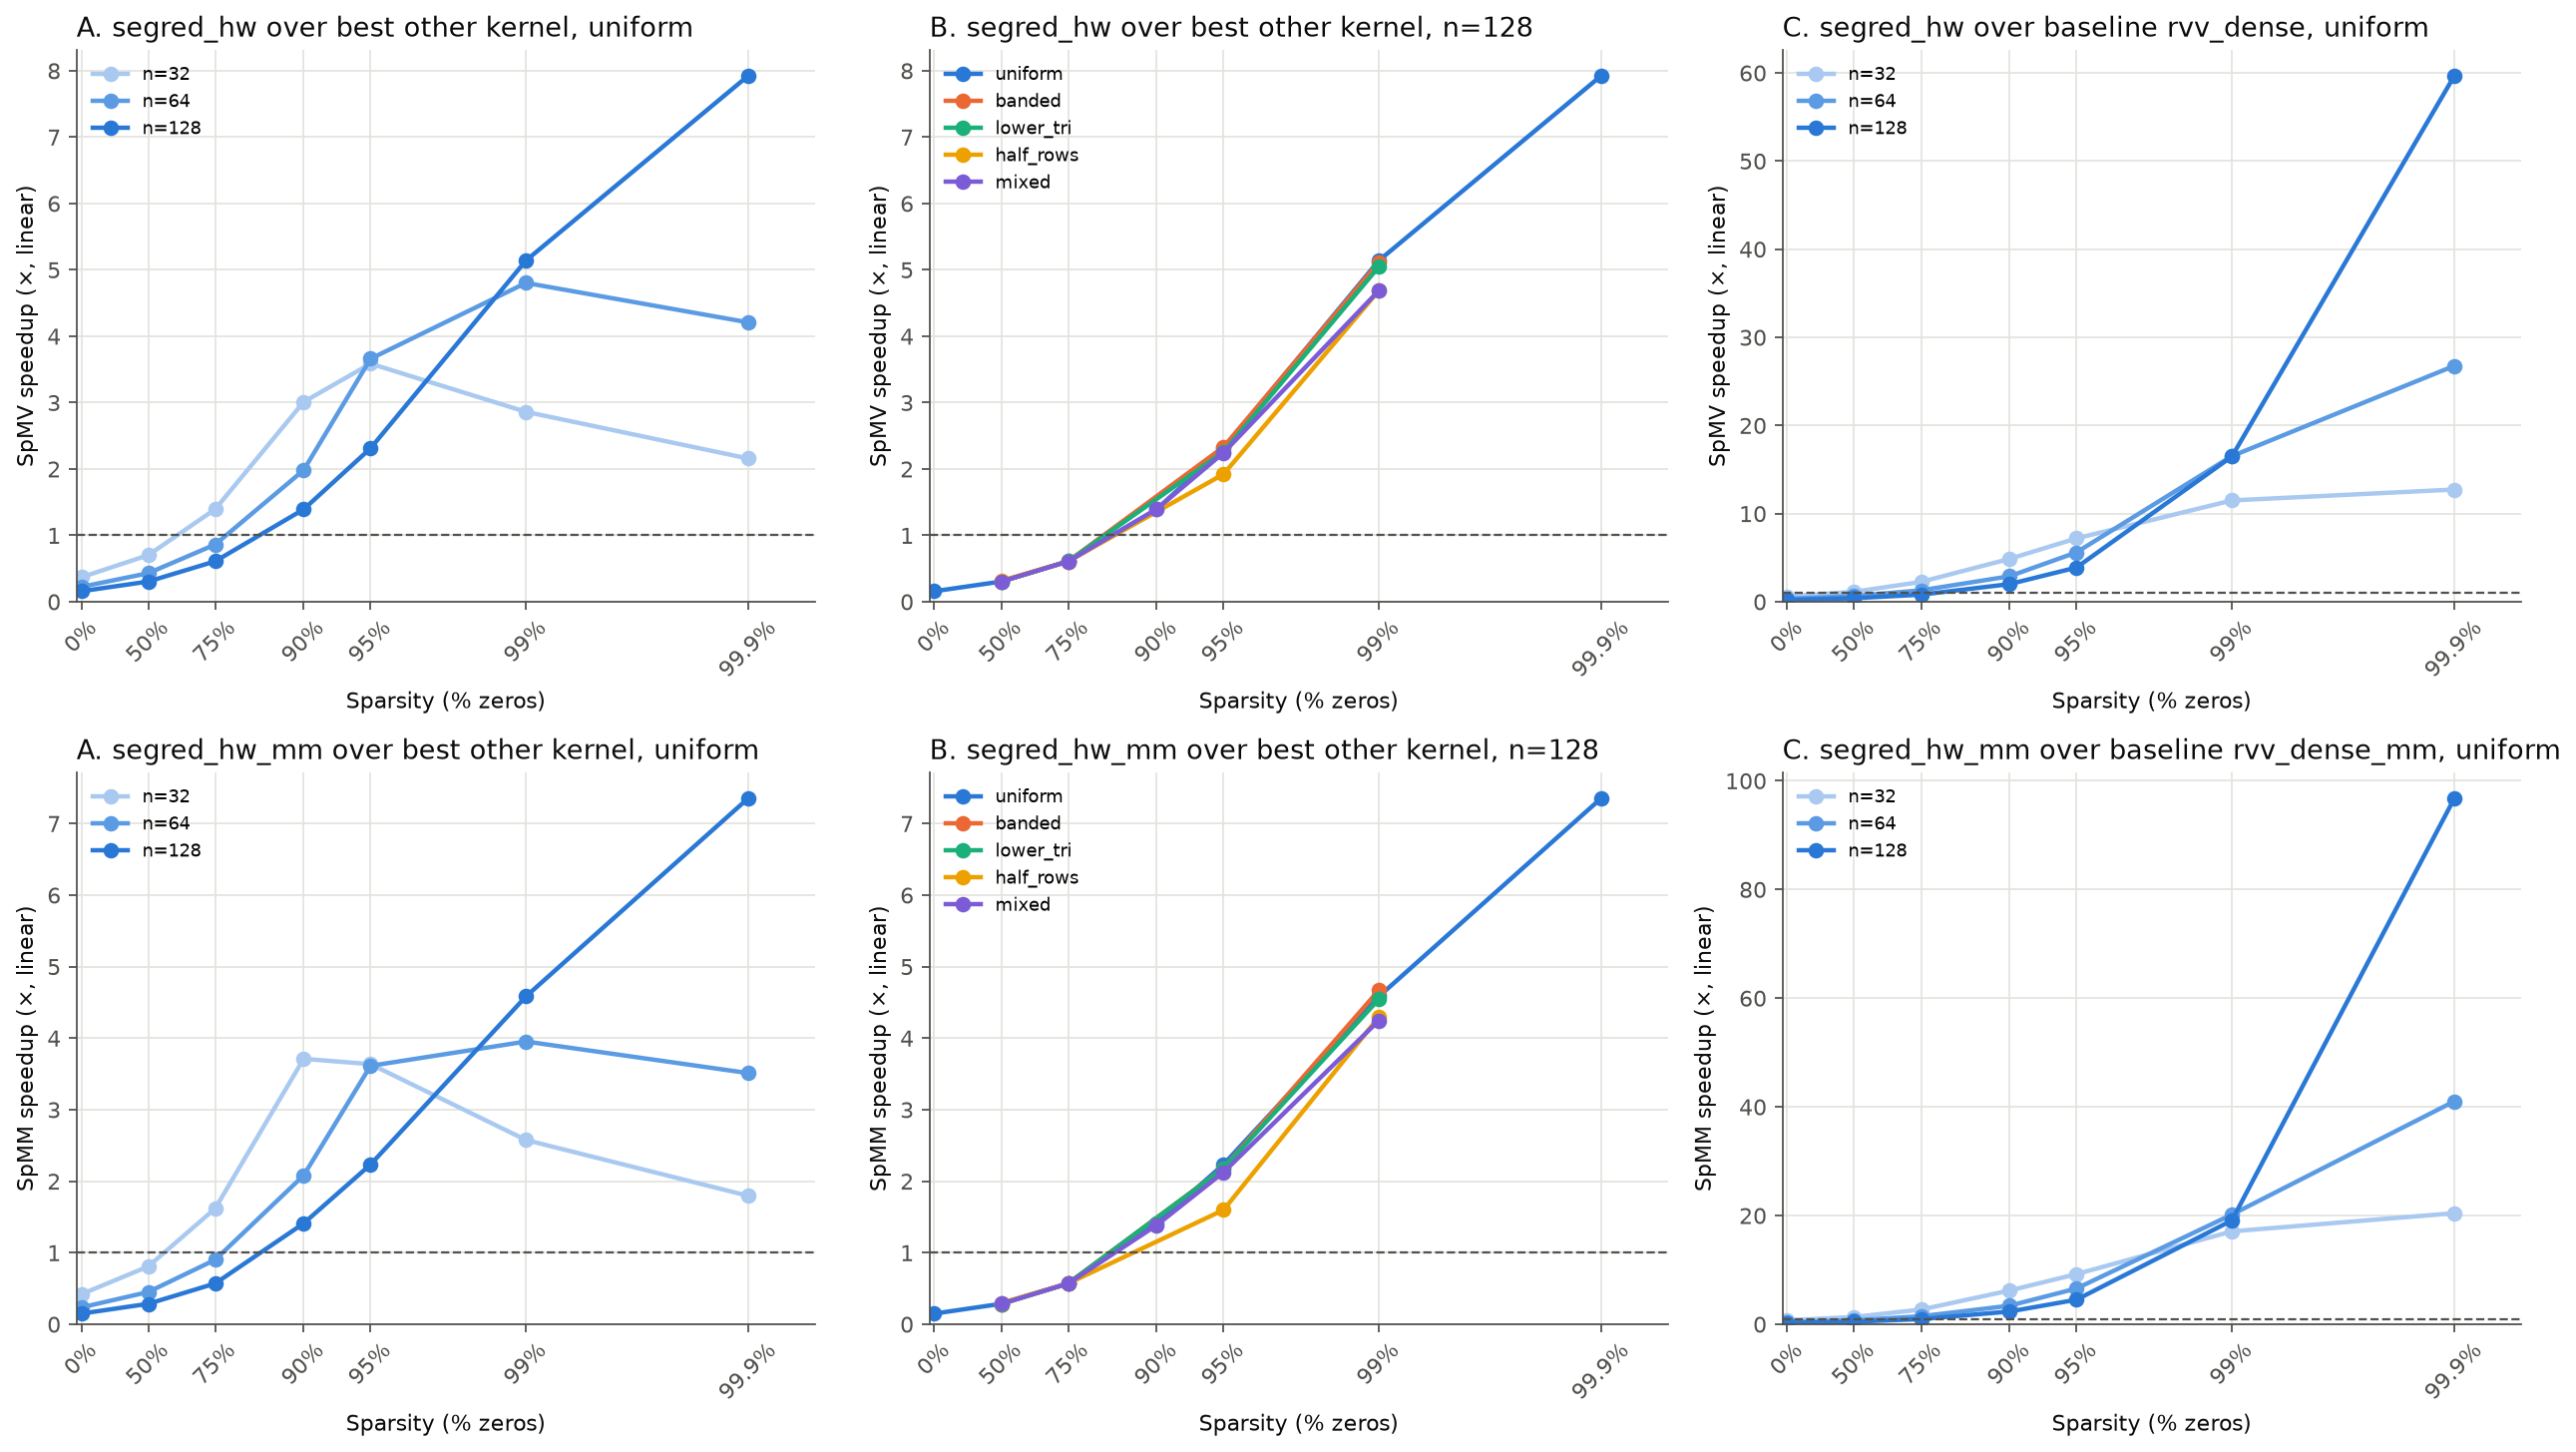 A. segred_hw over best other kernel, uniform
SpMV speedup (×, linear)
8
7
6
5
4
3
2
1
0
n=32
n=64
n=128
0%
50%
75%
90%
95%
99%
99.9%
Sparsity (% zeros)
B. segred_hw over best other kernel, n=128
SpMV speedup (×, linear)
8
7
6
5
4
3
2
1
0
uniform
banded
lower_tri
half_rows
mixed
0%
50%
75%
90%
95%
99%
99.9%
Sparsity (% zeros)
C. segred_hw over baseline rvv_dense, uniform
SpMV speedup (×, linear)
60
50
40
30
20
10
0
n=32
n=64
n=128
0%
50%
75%
90%
95%
99%
99.9%
Sparsity (% zeros)
A. segred_hw_mm over best other kernel, uniform
SpMM speedup (×, linear)
7
6
5
4
3
2
1
0
n=32
n=64
n=128
0%
50%
75%
90%
95%
99%
99.9%
Sparsity (% zeros)
B. segred_hw_mm over best other kernel, n=128
SpMM speedup (×, linear)
7
6
5
4
3
2
1
0
uniform
banded
lower_tri
half_rows
mixed
0%
50%
75%
90%
95%
99%
99.9%
Sparsity (% zeros)
C. segred_hw_mm over baseline rvv_dense_mm, uniform
SpMM speedup (×, linear)
100
80
60
40
20
0
n=32
n=64
n=128
0%
50%
75%
90%
95%
99%
99.9%
Sparsity (% zeros)